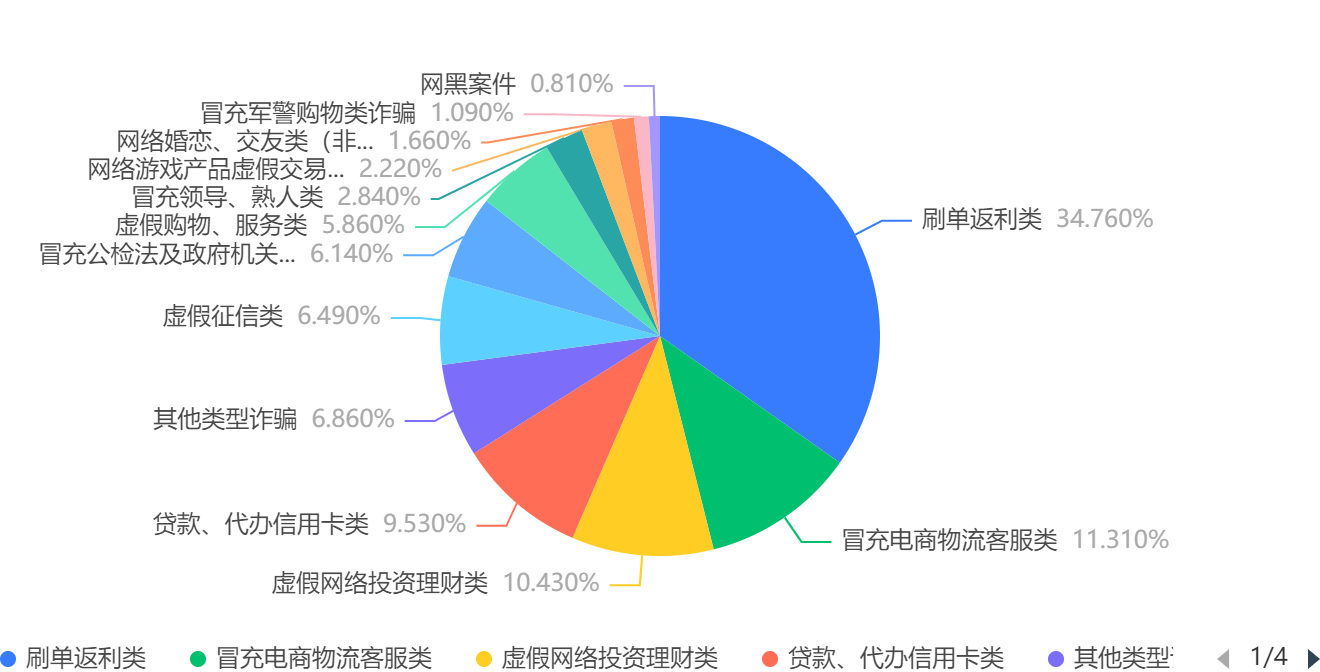 网黑案件 0.810%
冒充军警购物类诈骗 1.090%
网络婚恋、交友类（非... 1.660%
网络游戏产品虚假交易... 2.220%
冒充领导、熟人类 2.840%
虚假购物、服务类 5.860%
冒充公检法及政府机关... 6.140%
虚假征信类 6.490%
其他类型诈骗 6.860%
贷款、代办信用卡类 9.530%
虚假网络投资理财类 10.430%
刷单返利类 34.760%
冒充电商物流客服类 11.310%
刷单返利类 冒充电商物流客服类 虚假网络投资理财类 贷款、代办信用卡类 其他类型 1/4